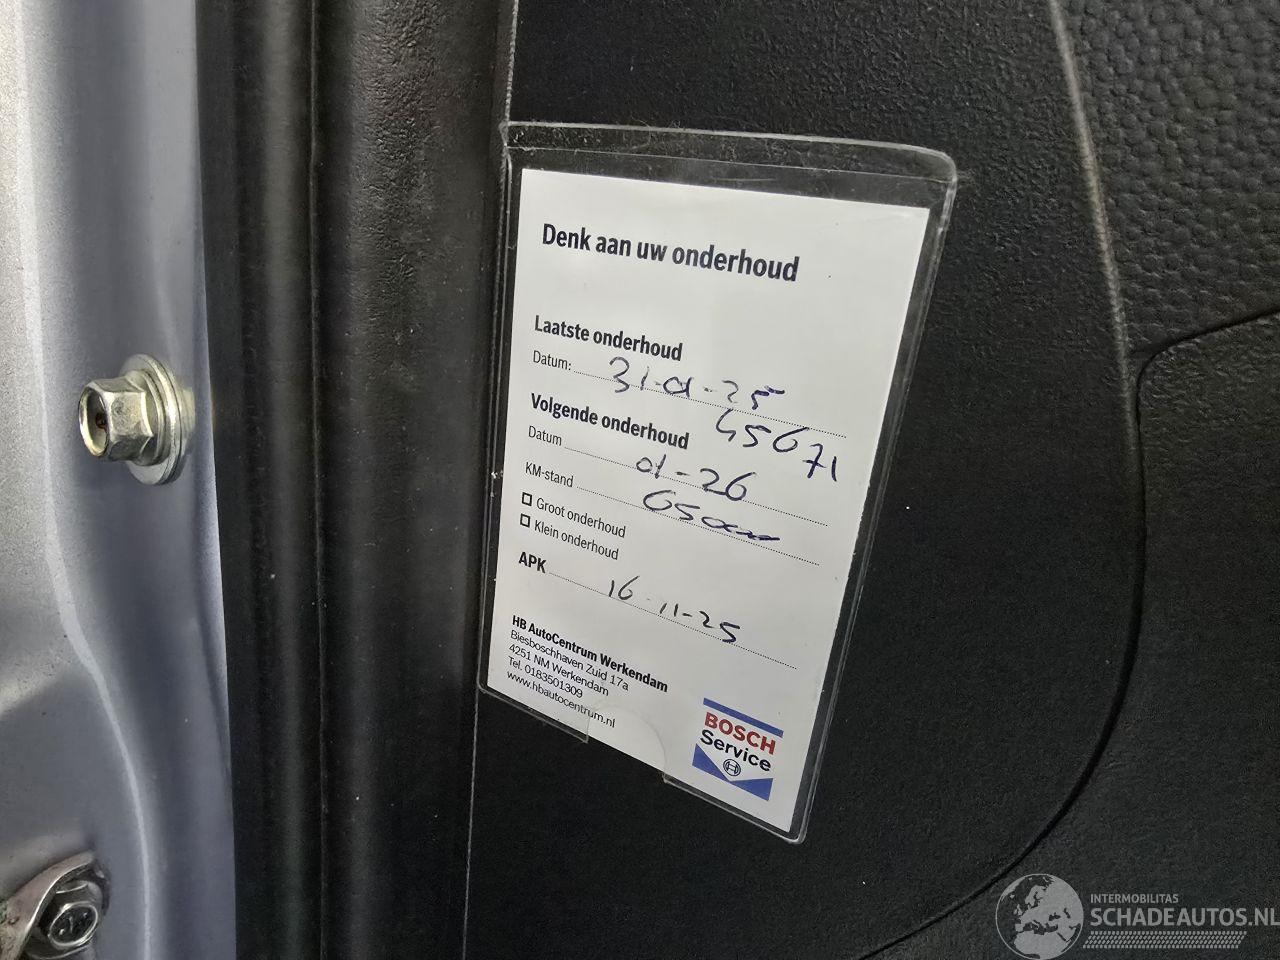 Denk aan uw onderhoud
Laatste onderhoud
Datum: 31-01-25
45671
Volgende onderhoud
Datum 01-26
KM-stand 65000
Groot onderhoud
Klein onderhoud
APK 16-11-25
HB AutoCentrum Werkendam
Biesboschhaven Zuid 17a
4251 NM Werkendam
Tel. 0183501309
www.hbautocentrum.nl
BOSCH
Service
INTERMOBILITAS
SCHADEAUTOS.NL